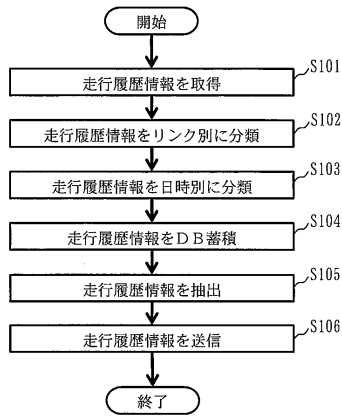 開始
S101
走行履歴情報を取得
S102
走行履歴情報をリンク別に分類
S103
走行履歴情報を日時別に分類
S104
走行履歴情報をＤＢ蓄積
S105
走行履歴情報を抽出
S106
走行履歴情報を送信
終了